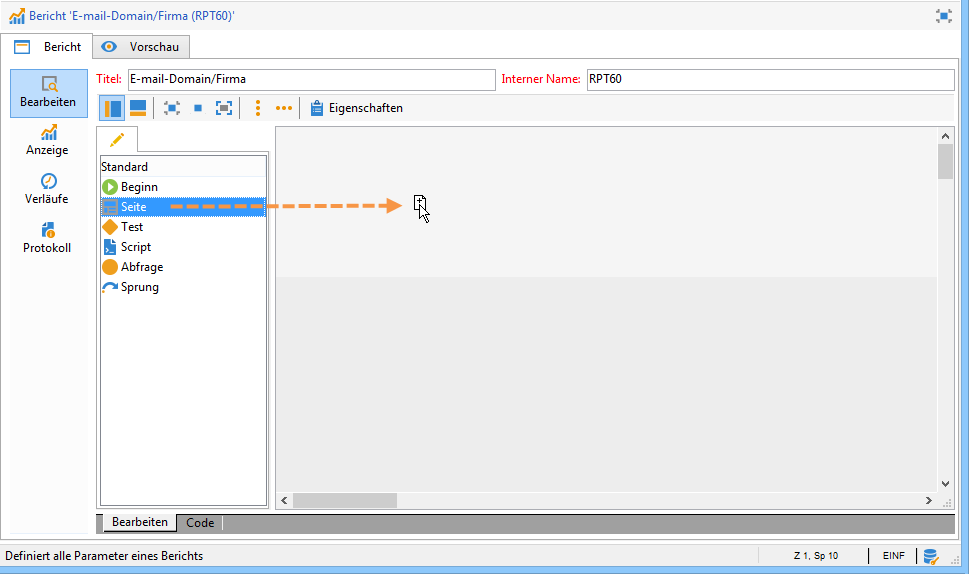 Bericht 'E-mail-Domain/Firma (RPT60)'
Bericht Vorschau
Titel: E-mail-Domain/Firma Interner Name: RPT60
Bearbeiten
Eigenschaften
Anzeige
Verläufe
Protokoll
Standard
Beginn
Seite
Test
Script
Abfrage
Sprung
Bearbeiten Code
Definiert alle Parameter eines Berichts Z 1, Sp 10 EINF